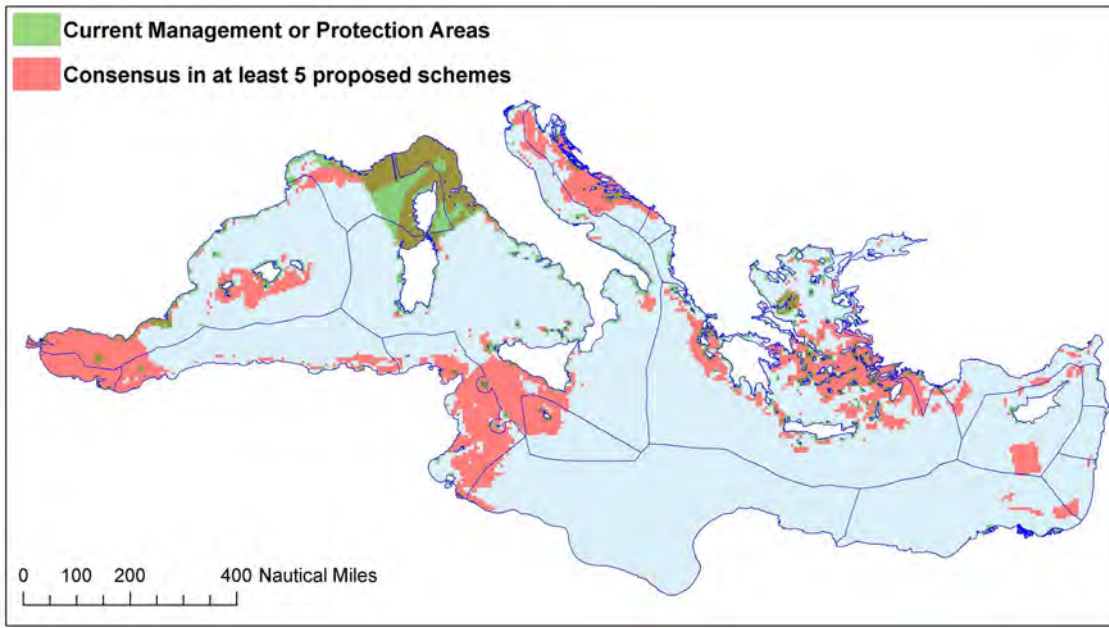 Current Management or Protection Areas
Consensus in at least 5 proposed schemes
0 100 200 400 Nautical Miles